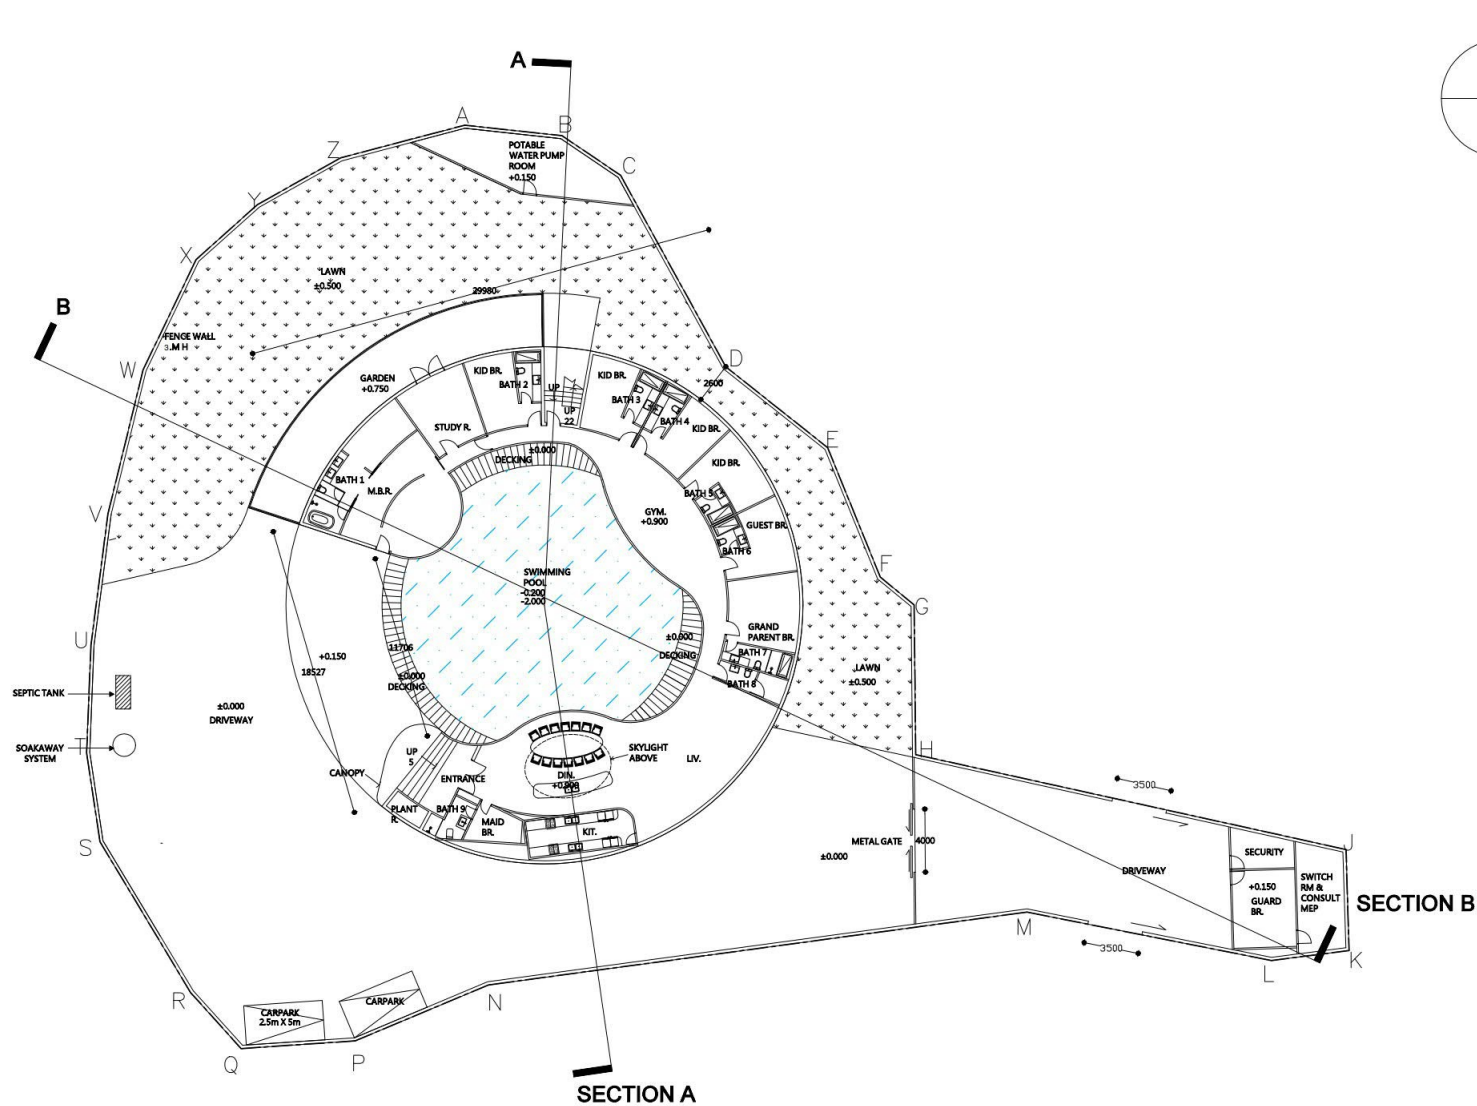 A
A
B
POTABLE
WATER PUMP
ROOM
+0.150
C
Z
Y
X
LAWN
±0.500
29980
B
FENGE WALL
3.M H
W
D
2600
GARDEN
+0.750
KID BR.
BATH 2
UP
UP
22
KID BR.
BATH 3
BATH 4
KID BR.
STUDY R.
E
±0.000
DECKING
KID BR.
BATH 1
M.B.R.
BATH 5
V
GYM.
+0.900
GUEST BR.
BATH 6
F
SWIMMING
POOL
-0.200
-2.000
G
U
GRAND
PARENT BR.
±0.000
DECKING
BATH 7
BATH 8
11706
+0.150
18527
±0.000
DECKING
LAWN
±0.500
SEPTIC TANK
±0.000
DRIVEWAY
T
SOAKAWAY
SYSTEM
UP
5
SKYLIGHT
ABOVE
LIV.
H
CANOPY
ENTRANCE
DIN.
+0.900
3500
PLANT
R.
BATH 9
MAID
BR.
KIT.
S
METAL GATE
4000
±0.000
J
SECURITY
DRIVEWAY
+0.150
GUARD
BR.
SWITCH
RM &
CONSULT
MEP
SECTION B
M
3500
L
K
R
N
CARPARK
2.5m X 5m
CARPARK
Q
P
SECTION A